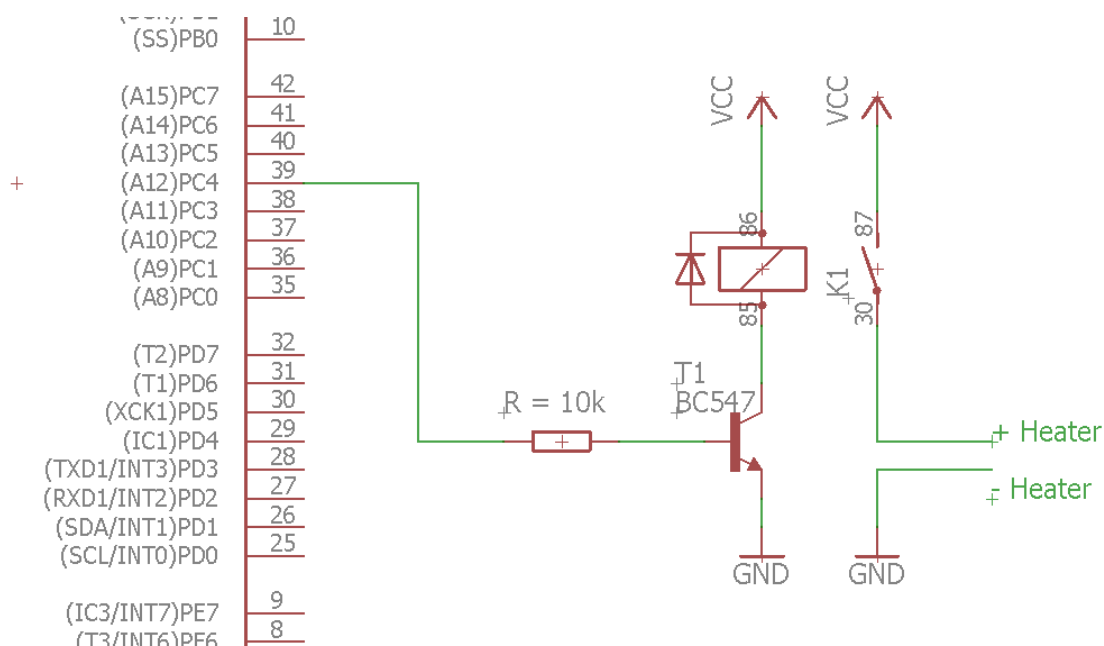 (SS)PB0 10
(A15)PC7 42
(A14)PC6 41
(A13)PC5 40
(A12)PC4 39
(A11)PC3 38
(A10)PC2 37
(A9)PC1 36
(A8)PC0 35
(T2)PD7 32
(T1)PD6 31
(XCK1)PD5 30
(IC1)PD4 29
(TXD1/INT3)PD3 28
(RXD1/INT2)PD2 27
(SDA/INT1)PD1 26
(SCL/INT0)PD0 25
(IC3/INT7)PE7 9
(T3/INT6)PE6 8
R = 10k
T1
BC547
VCC
86
85
GND
VCC
87
K1
30
+ Heater
- Heater
GND